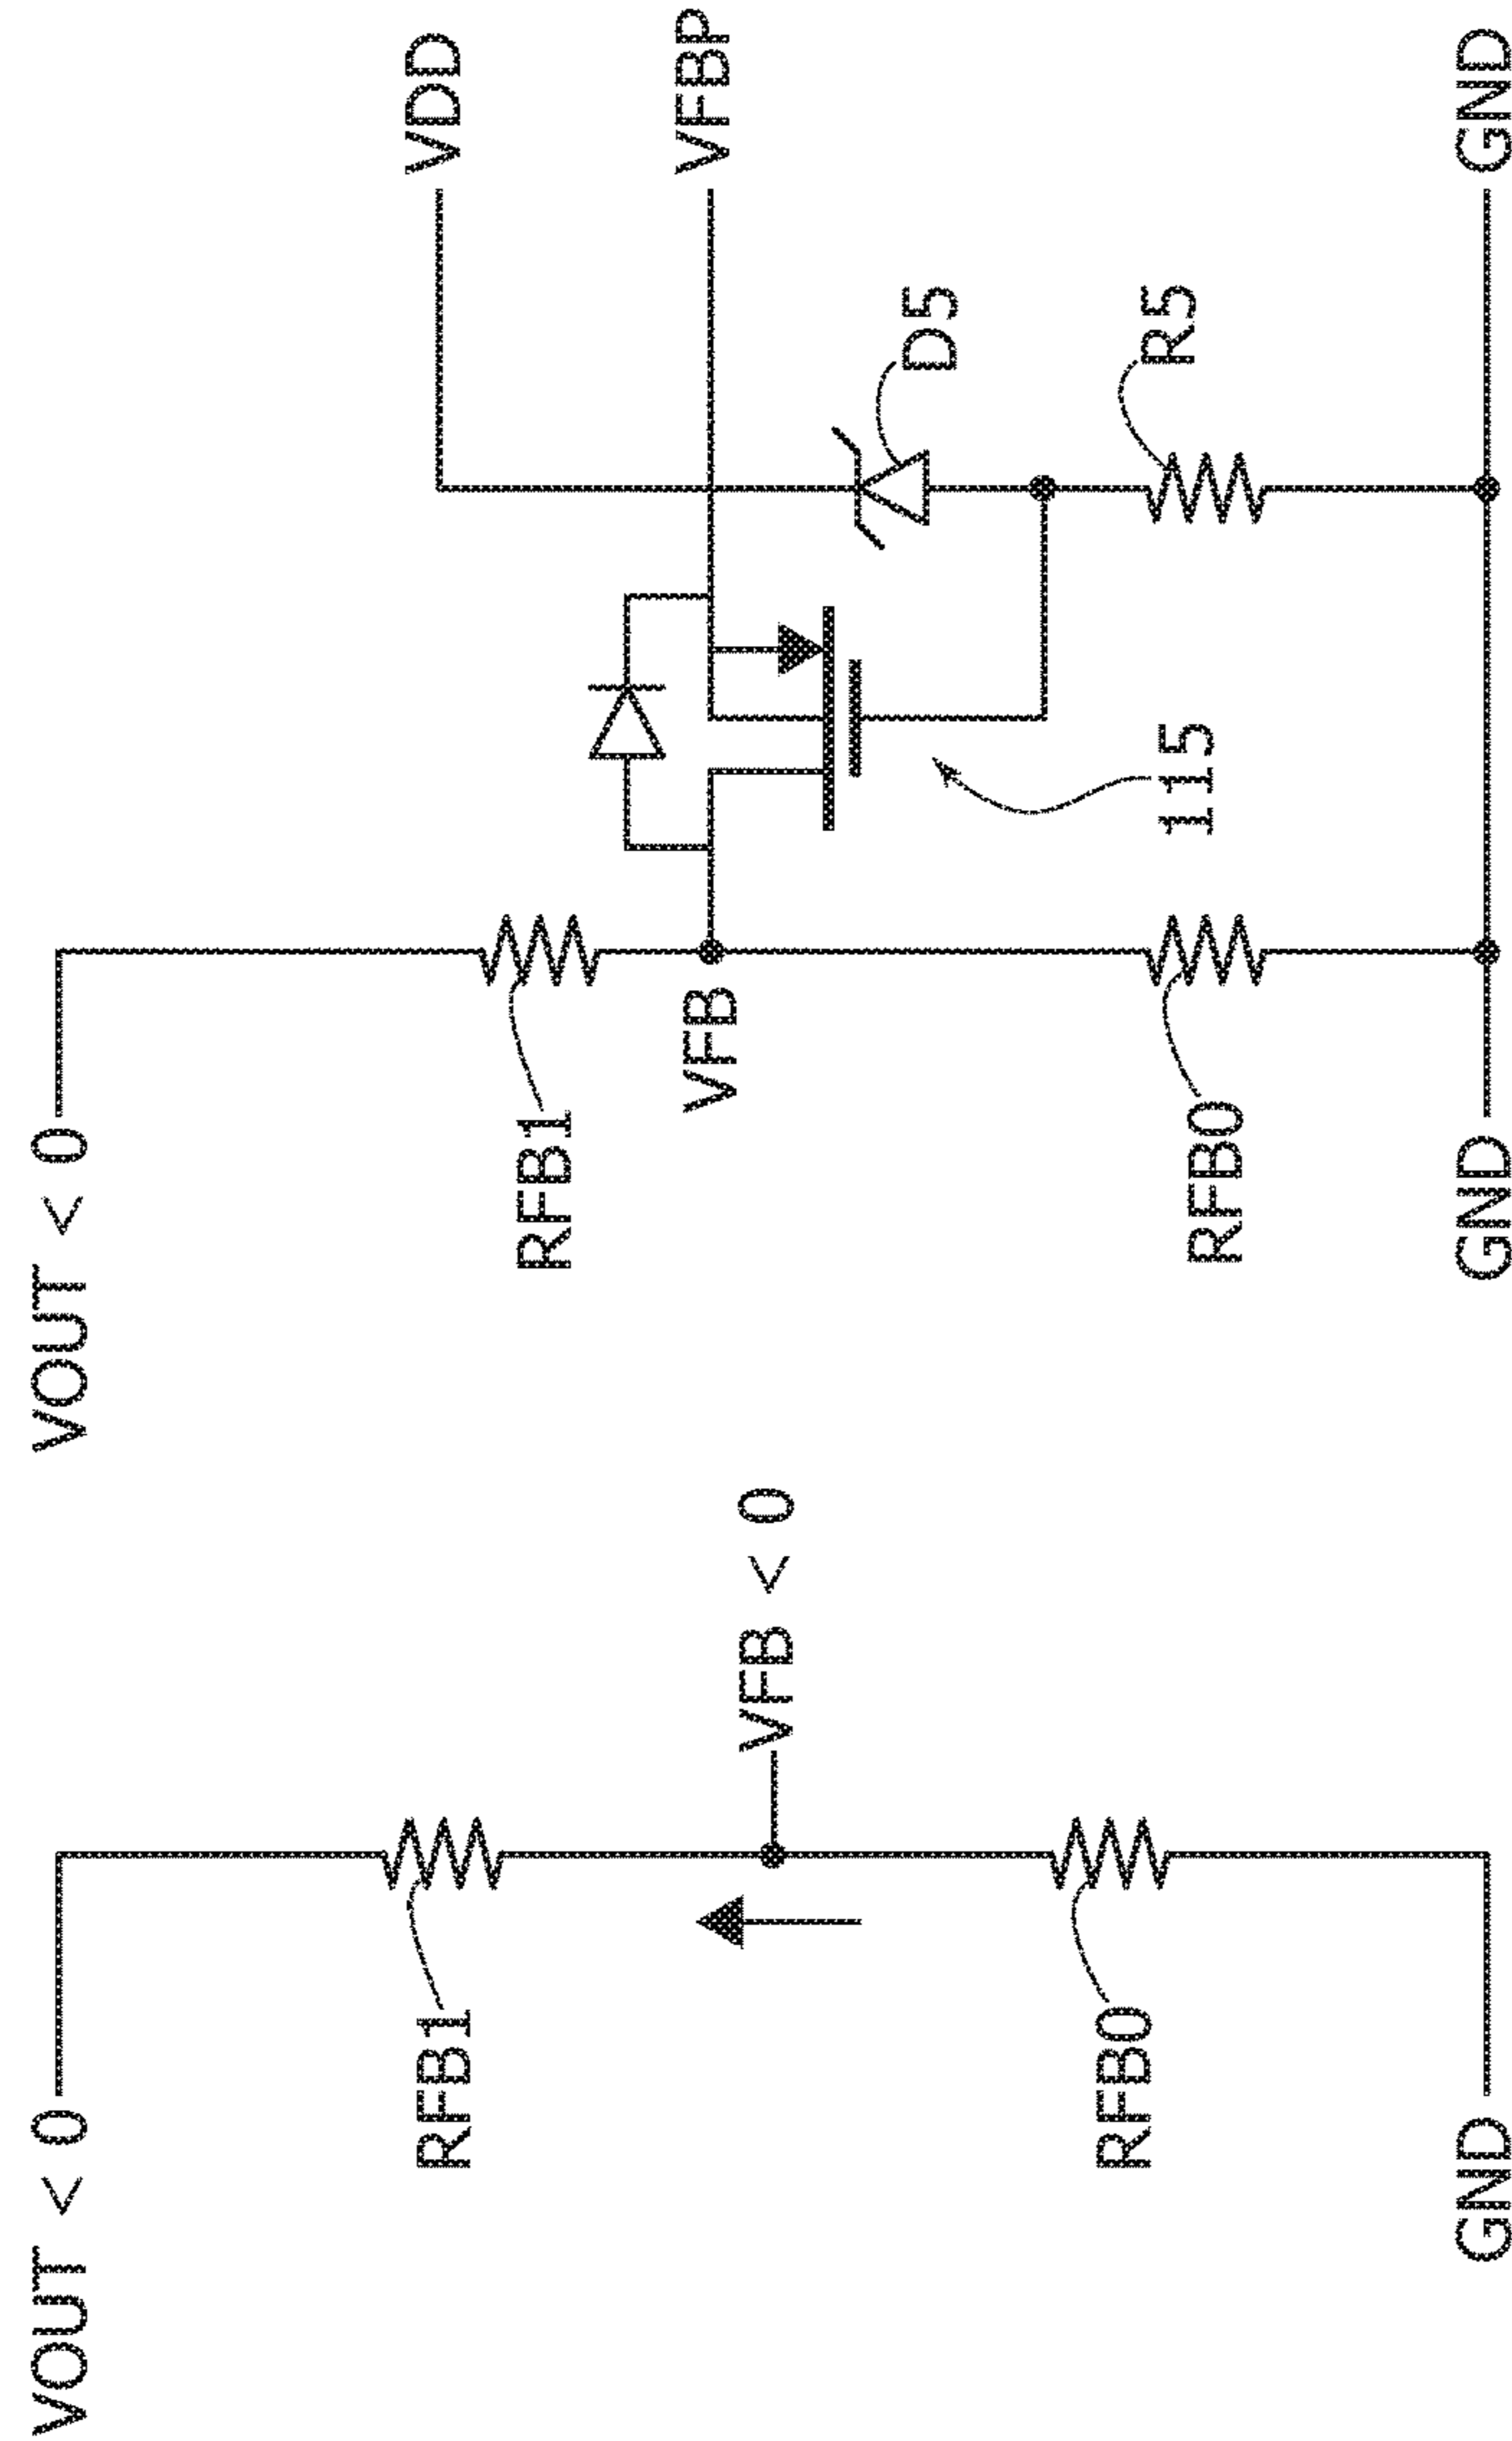 VOUT < 0
RFB1
VFB < 0
RFB0
GND
VOUT < 0
RFB1
VFB
RFB0
GND
VDD
VFBP
D5
R5
115
GND